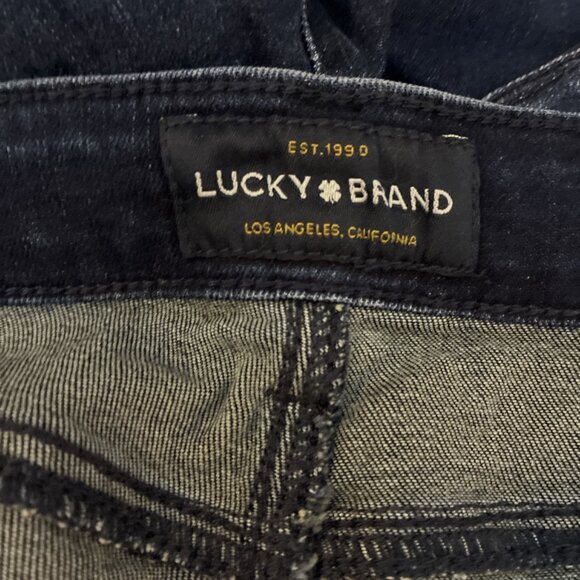 EST.1990
LUCKY BRAND
LOS ANGELES, CALIFORNIA